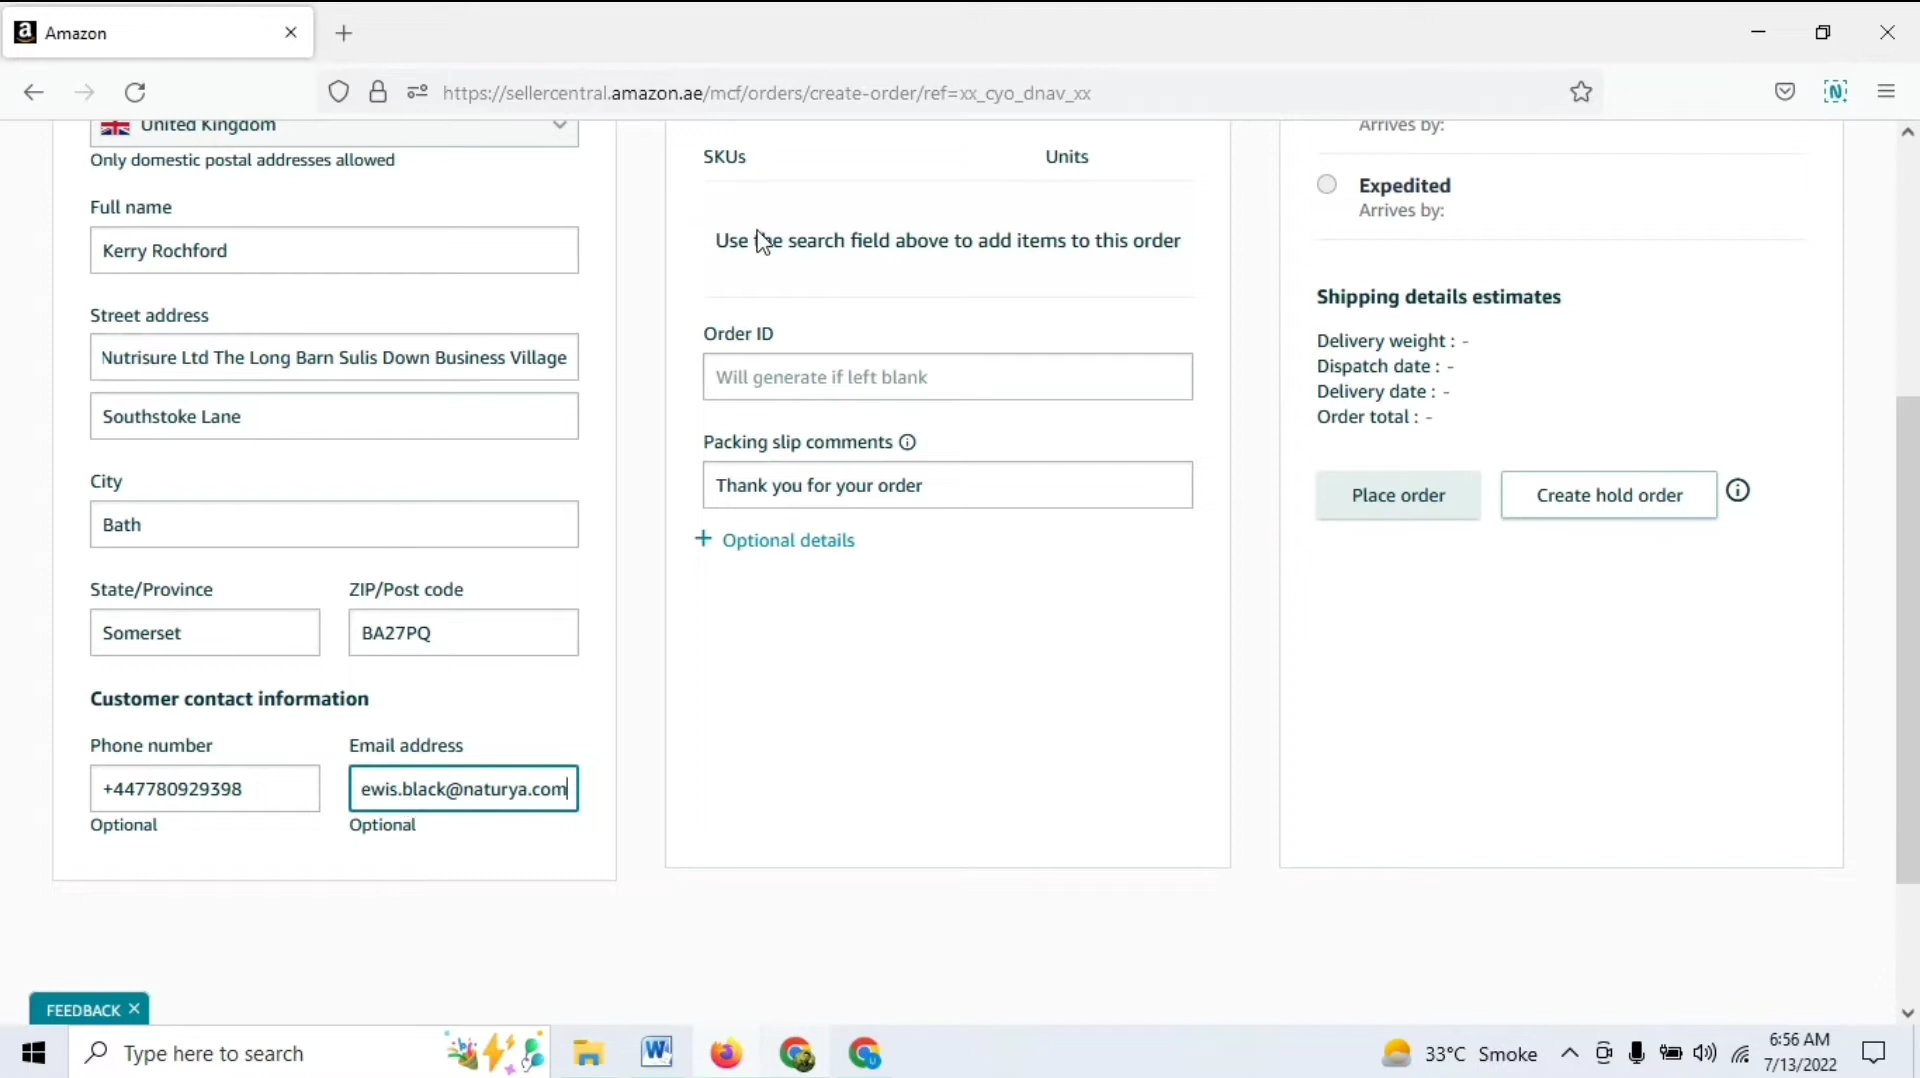 Amazon
https://sellercentral.amazon.ae/mcf/orders/create-order/ref=xx_cyo_dnav_xx
United Kingdom
Only domestic postal addresses allowed
Full name
Kerry Rochford
Street address
Nutrisure Ltd The Long Barn Sulis Down Business Village
Southstoke Lane
City
Bath
State/Province ZIP/Post code
Somerset BA27PQ
Customer contact information
Phone number Email address
+447780929398 ewis.black@naturya.com
Optional Optional
SKUs Units
Use the search field above to add items to this order
Order ID
Will generate if left blank
Packing slip comments
Thank you for your order
+ Optional details
Arrives by:
Expedited
Arrives by:
Shipping details estimates
Delivery weight : -
Dispatch date : -
Delivery date : -
Order total : -
Place order Create hold order
FEEDBACK
Type here to search
33°C Smoke
6:56 AM
7/13/2022